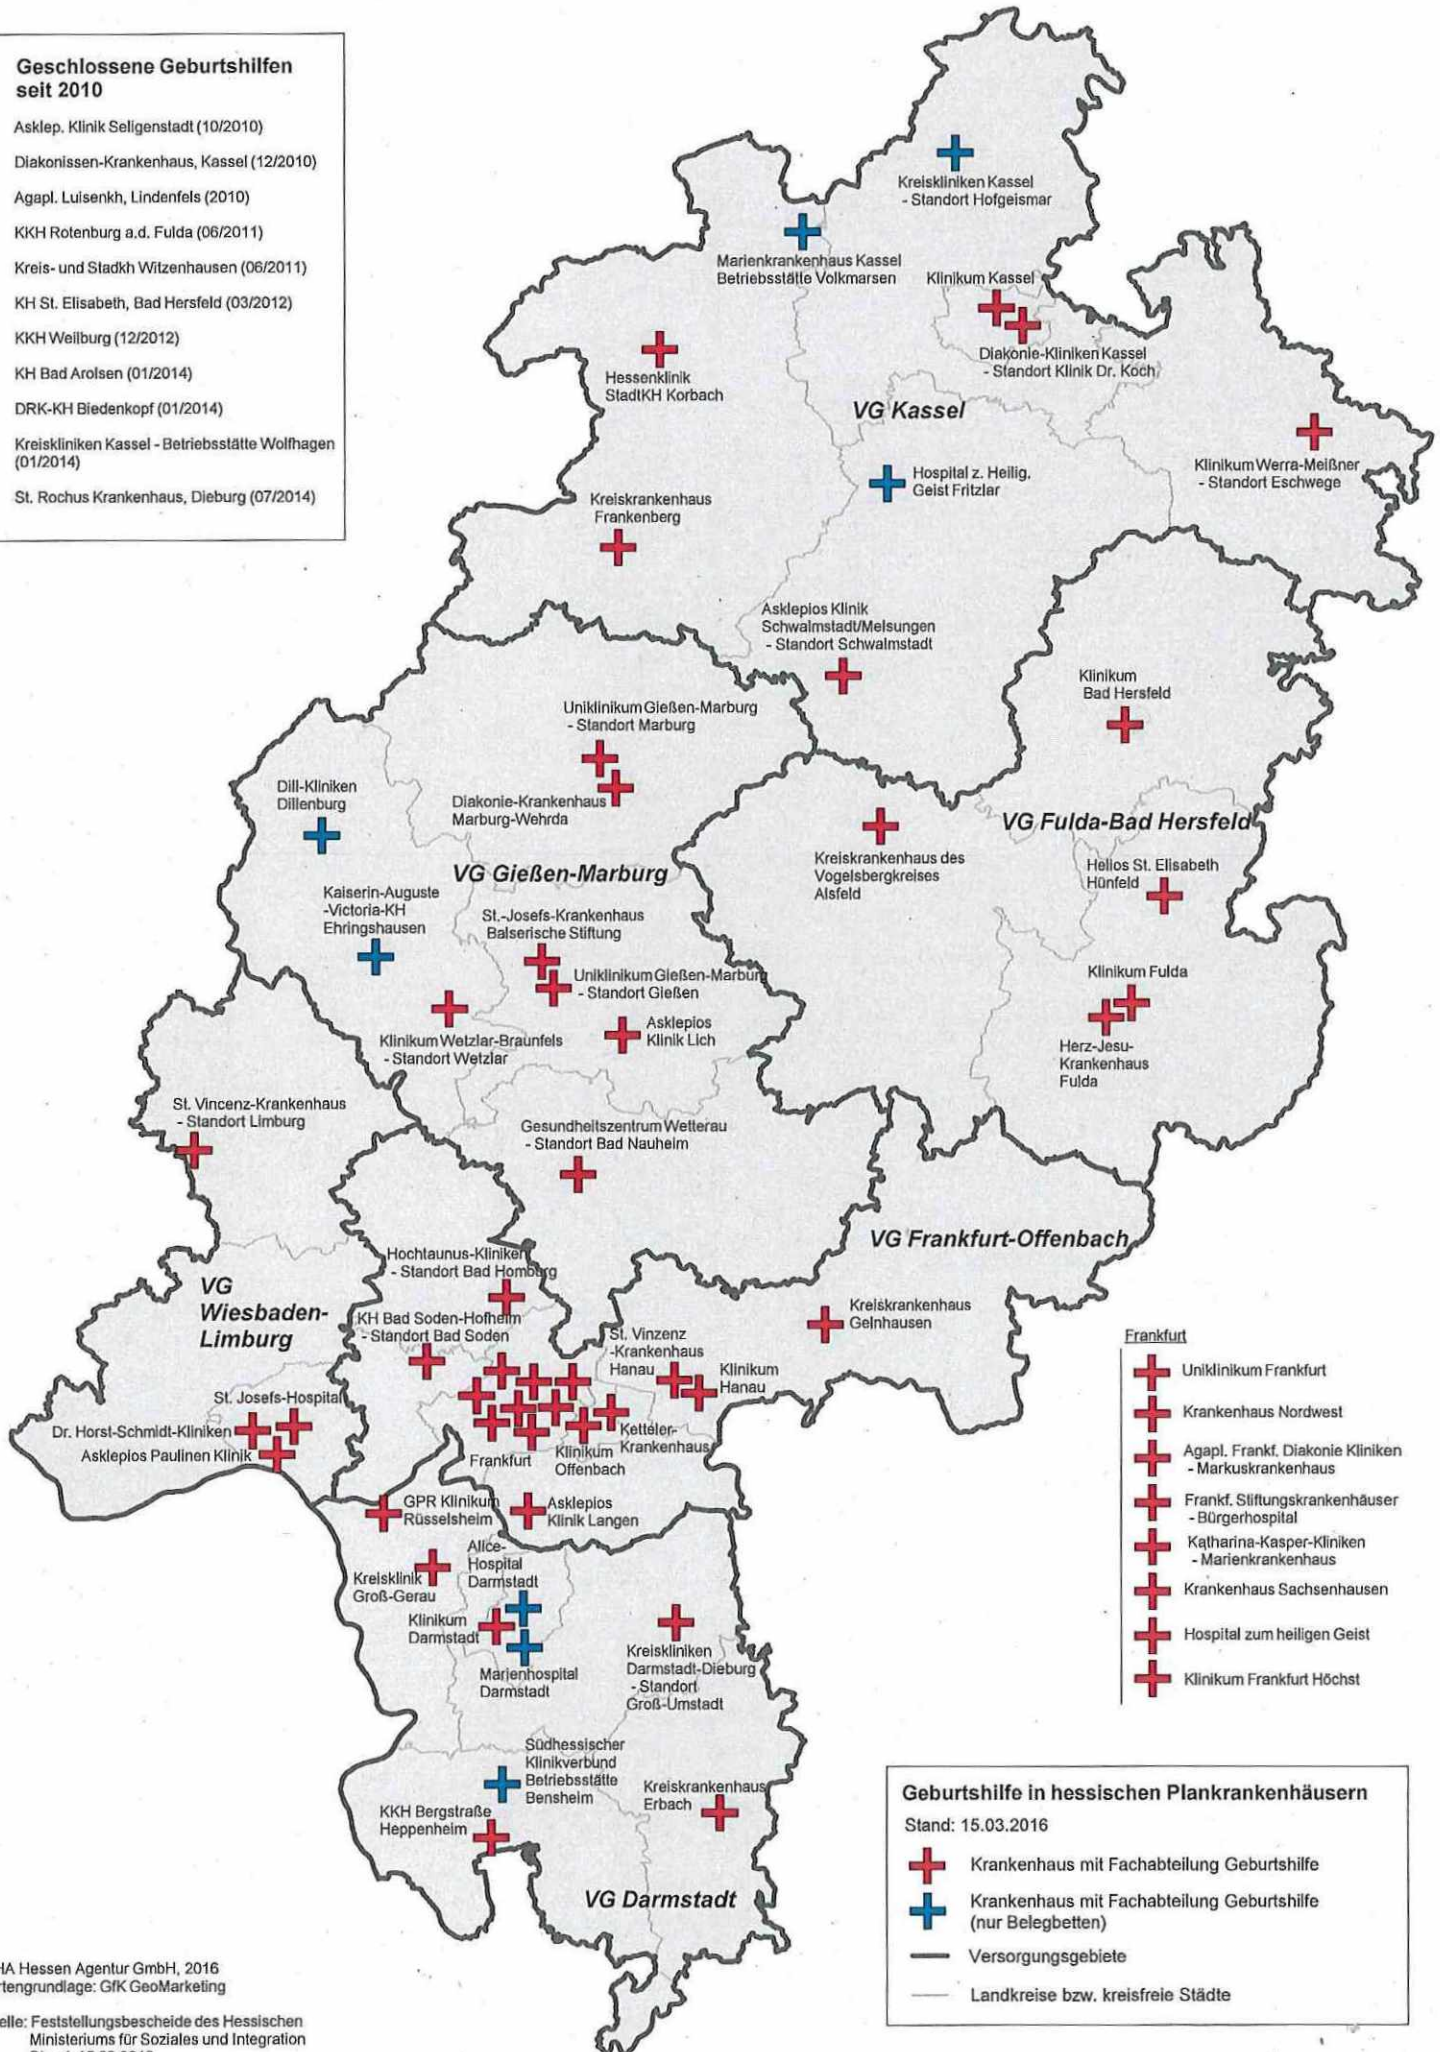 Geschlossene Geburtshilfen
seit 2010
Asklep. Klinik Seligenstadt (10/2010)
Diakonissen-Krankenhaus, Kassel (12/2010)
Agapl. Luisenkh, Lindenfels (2010)
KKH Rotenburg a.d. Fulda (06/2011)
Kreis- und Stadkh Witzenhausen (06/2011)
KH St. Elisabeth, Bad Hersfeld (03/2012)
KKH Weilburg (12/2012)
KH Bad Arolsen (01/2014)
DRK-KH Biedenkopf (01/2014)
Kreiskliniken Kassel - Betriebsstätte Wolfhagen
(01/2014)
St. Rochus Krankenhaus, Dieburg (07/2014)
Kreiskliniken Kassel
- Standort Hofgeismar
Marienkrankenhaus Kassel
Betriebsstätte Volkmarsen
Klinikum Kassel
Diakonie-Kliniken Kassel
- Standort Klinik Dr. Koch
Hessenklinik
StadtKH Korbach
VG Kassel
Klinikum Werra-Meißner
- Standort Eschwege
Hospital z. Heilig.
Geist Fritzlar
Kreiskrankenhaus
Frankenberg
Asklepios Klinik
Schwalmstadt/Melsungen
- Standort Schwalmstadt
Klinikum
Bad Hersfeld
Uniklinikum Gießen-Marburg
- Standort Marburg
Dill-Kliniken
Dillenburg
Diakonie-Krankenhaus
Marburg-Wehrda
VG Fulda-Bad Hersfeld
Kreiskrankenhaus des
Vogelsbergkreises
Alsfeld
Helios St. Elisabeth
Hünfeld
VG Gießen-Marburg
Kaiserin-Auguste
-Victoria-KH
Ehringshausen
St.-Josefs-Krankenhaus
Balserische Stiftung
Uniklinikum Gießen-Marburg
- Standort Gießen
Klinikum Fulda
Asklepios
Klinik Lich
Klinikum Wetzlar-Braunfels
- Standort Wetzlar
Herz-Jesu-
Krankenhaus
Fulda
St. Vincenz-Krankenhaus
- Standort Limburg
Gesundheitszentrum Wetterau
- Standort Bad Nauheim
VG Frankfurt-Offenbach
Hochtaunus-Kliniken
- Standort Bad Homburg
VG
Wiesbaden-
Limburg
KH Bad Soden-Hofheim
- Standort Bad Soden
Kreiskrankenhaus
Gelnhausen
St. Vinzenz
-Krankenhaus
Hanau
Klinikum
Hanau
St. Josefs-Hospital
Dr. Horst-Schmidt-Kliniken
Asklepios Paulinen Klinik
Ketteler-
Krankenhaus
Frankfurt
Klinikum
Offenbach
GPR Klinikum
Rüsselsheim
Asklepios
Klinik Langen
Kreisklinik
Groß-Gerau
Alice-
Hospital
Darmstadt
Klinikum
Darmstadt
Marienhospital
Darmstadt
Kreiskliniken
Darmstadt-Dieburg
- Standort
Groß-Umstadt
Südhessischer
Klinikverbund
Betriebsstätte
Bensheim
Kreiskrankenhaus
Erbach
KKH Bergstraße
Heppenheim
VG Darmstadt
Frankfurt
Uniklinikum Frankfurt
Krankenhaus Nordwest
Agapl. Frankf. Diakonie Kliniken
- Markuskrankenhaus
Frankf. Stiftungskrankenhäuser
- Bürgerhospital
Katharina-Kasper-Kliniken
- Marienkrankenhaus
Krankenhaus Sachsenhausen
Hospital zum heiligen Geist
Klinikum Frankfurt Höchst
Geburtshilfe in hessischen Plankrankenhäusern
Stand: 15.03.2016
Krankenhaus mit Fachabteilung Geburtshilfe
Krankenhaus mit Fachabteilung Geburtshilfe
(nur Belegbetten)
Versorgungsgebiete
Landkreise bzw. kreisfreie Städte
HA Hessen Agentur GmbH, 2016
rtengrundlage: GfK GeoMarketing
elle: Feststellungsbescheide des Hessischen
Ministeriums für Soziales und Integration